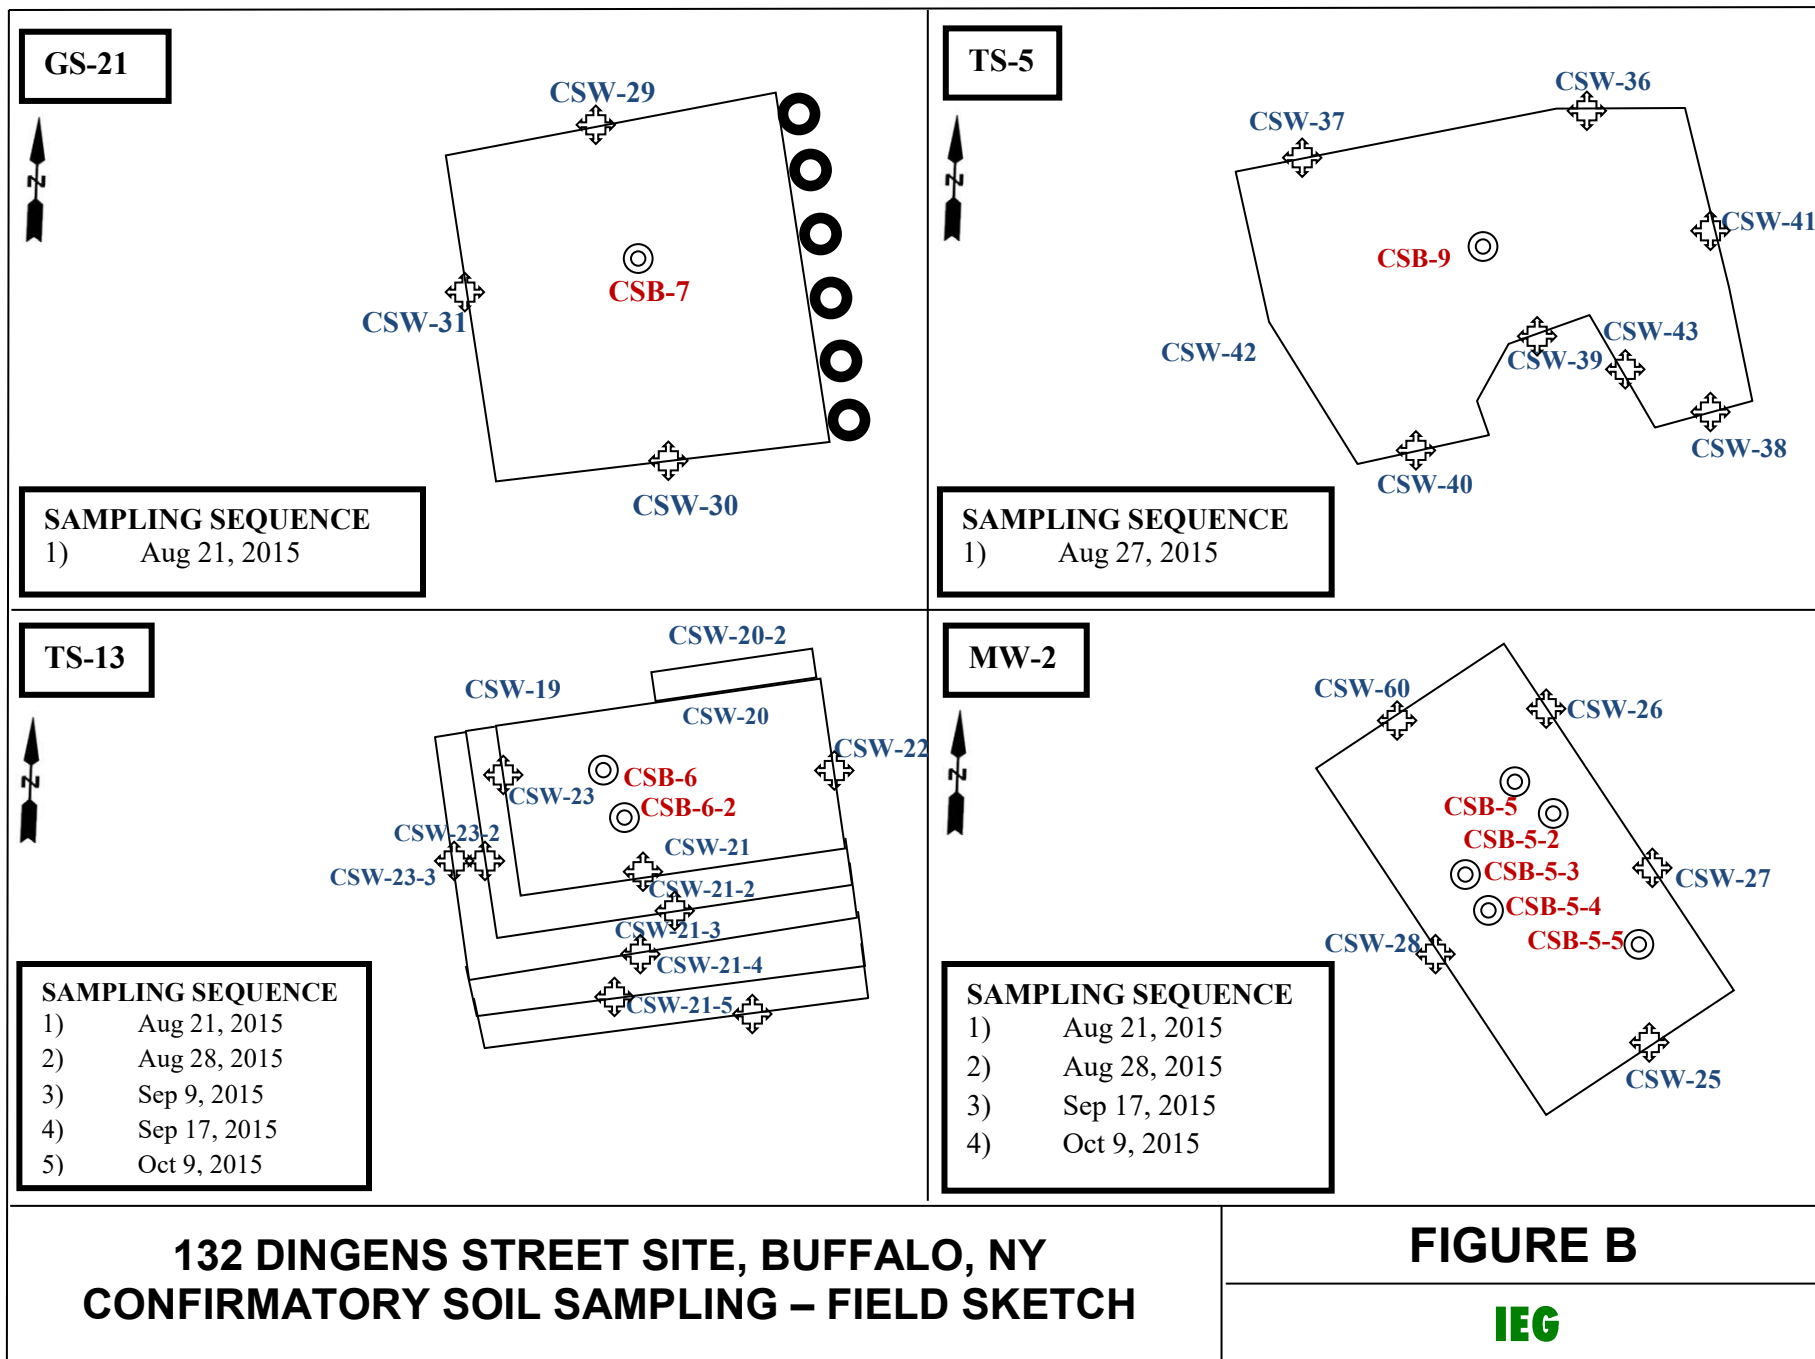 GS-21
CSW-29
N
CSB-7
CSW-31
CSW-30
SAMPLING SEQUENCE
1) Aug 21, 2015
TS-5
CSW-36
CSW-37
N
CSW-41
CSB-9
CSW-43
CSW-42
CSW-39
CSW-38
CSW-40
SAMPLING SEQUENCE
1) Aug 27, 2015
TS-13
CSW-20-2
CSW-19
CSW-20
N
CSW-22
CSB-6
CSW-23
CSB-6-2
CSW-23-2
CSW-21
CSW-23-3
CSW-21-2
CSW-21-3
CSW-21-4
CSW-21-5
SAMPLING SEQUENCE
1) Aug 21, 2015
2) Aug 28, 2015
3) Sep 9, 2015
4) Sep 17, 2015
5) Oct 9, 2015
MW-2
CSW-60
CSW-26
N
CSB-5
CSB-5-2
CSB-5-3
CSW-27
CSB-5-4
CSB-5-5
CSW-28
SAMPLING SEQUENCE
1) Aug 21, 2015
2) Aug 28, 2015
3) Sep 17, 2015
4) Oct 9, 2015
CSW-25
132 DINGENS STREET SITE, BUFFALO, NY
CONFIRMATORY SOIL SAMPLING – FIELD SKETCH
FIGURE B
IEG